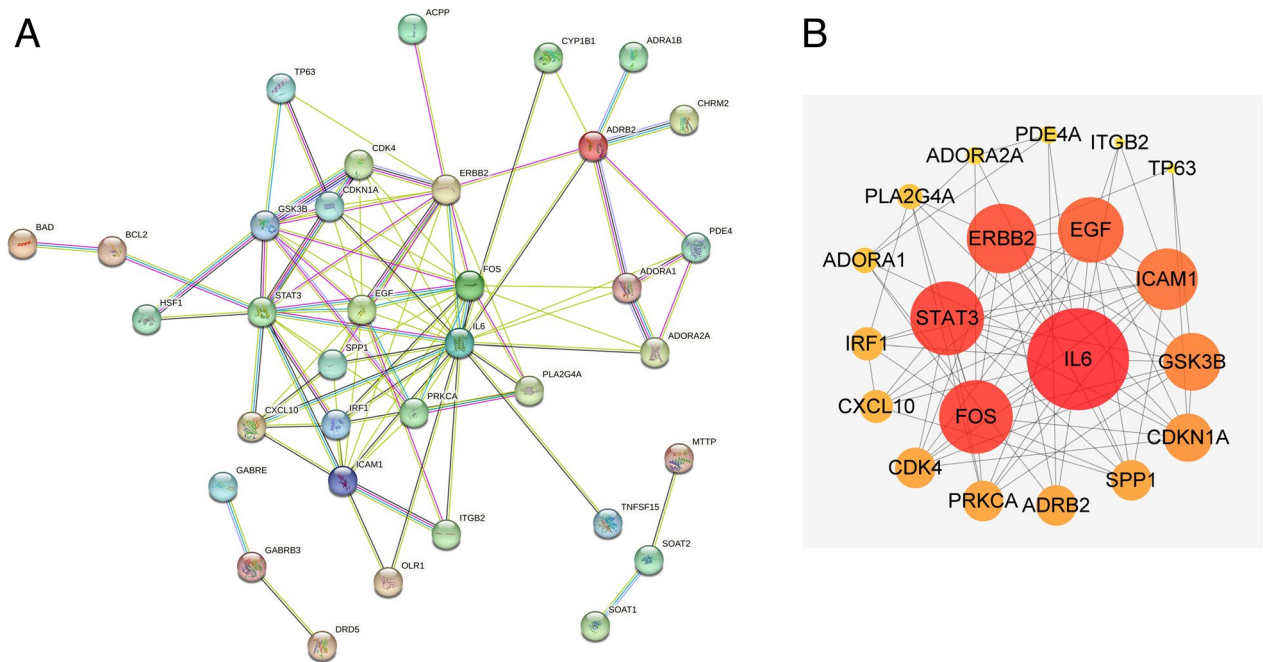 A
ACPP
CYP1B1
ADRA1B
TP63
CHRM2
ADRB2
CDK4
ERBB2
CDKN1A
GSK3B
BAD
BCL2
PDE4
FOS
ADORA1
HSF1
STAT3
EGF
IL6
ADORA2A
SPP1
PLA2G4A
PRKCA
CXCL10
IRF1
MTTP
ICAM1
GABRE
TNFSF15
ITGB2
SOAT2
GABRB3
OLR1
SOAT1
DRD5
B
PDE4A
ITGB2
ADORA2A
TP63
PLA2G4A
ERBB2
EGF
ADORA1
ICAM1
STAT3
IRF1
IL6
GSK3B
CXCL10
FOS
CDKN1A
CDK4
SPP1
PRKCA
ADRB2